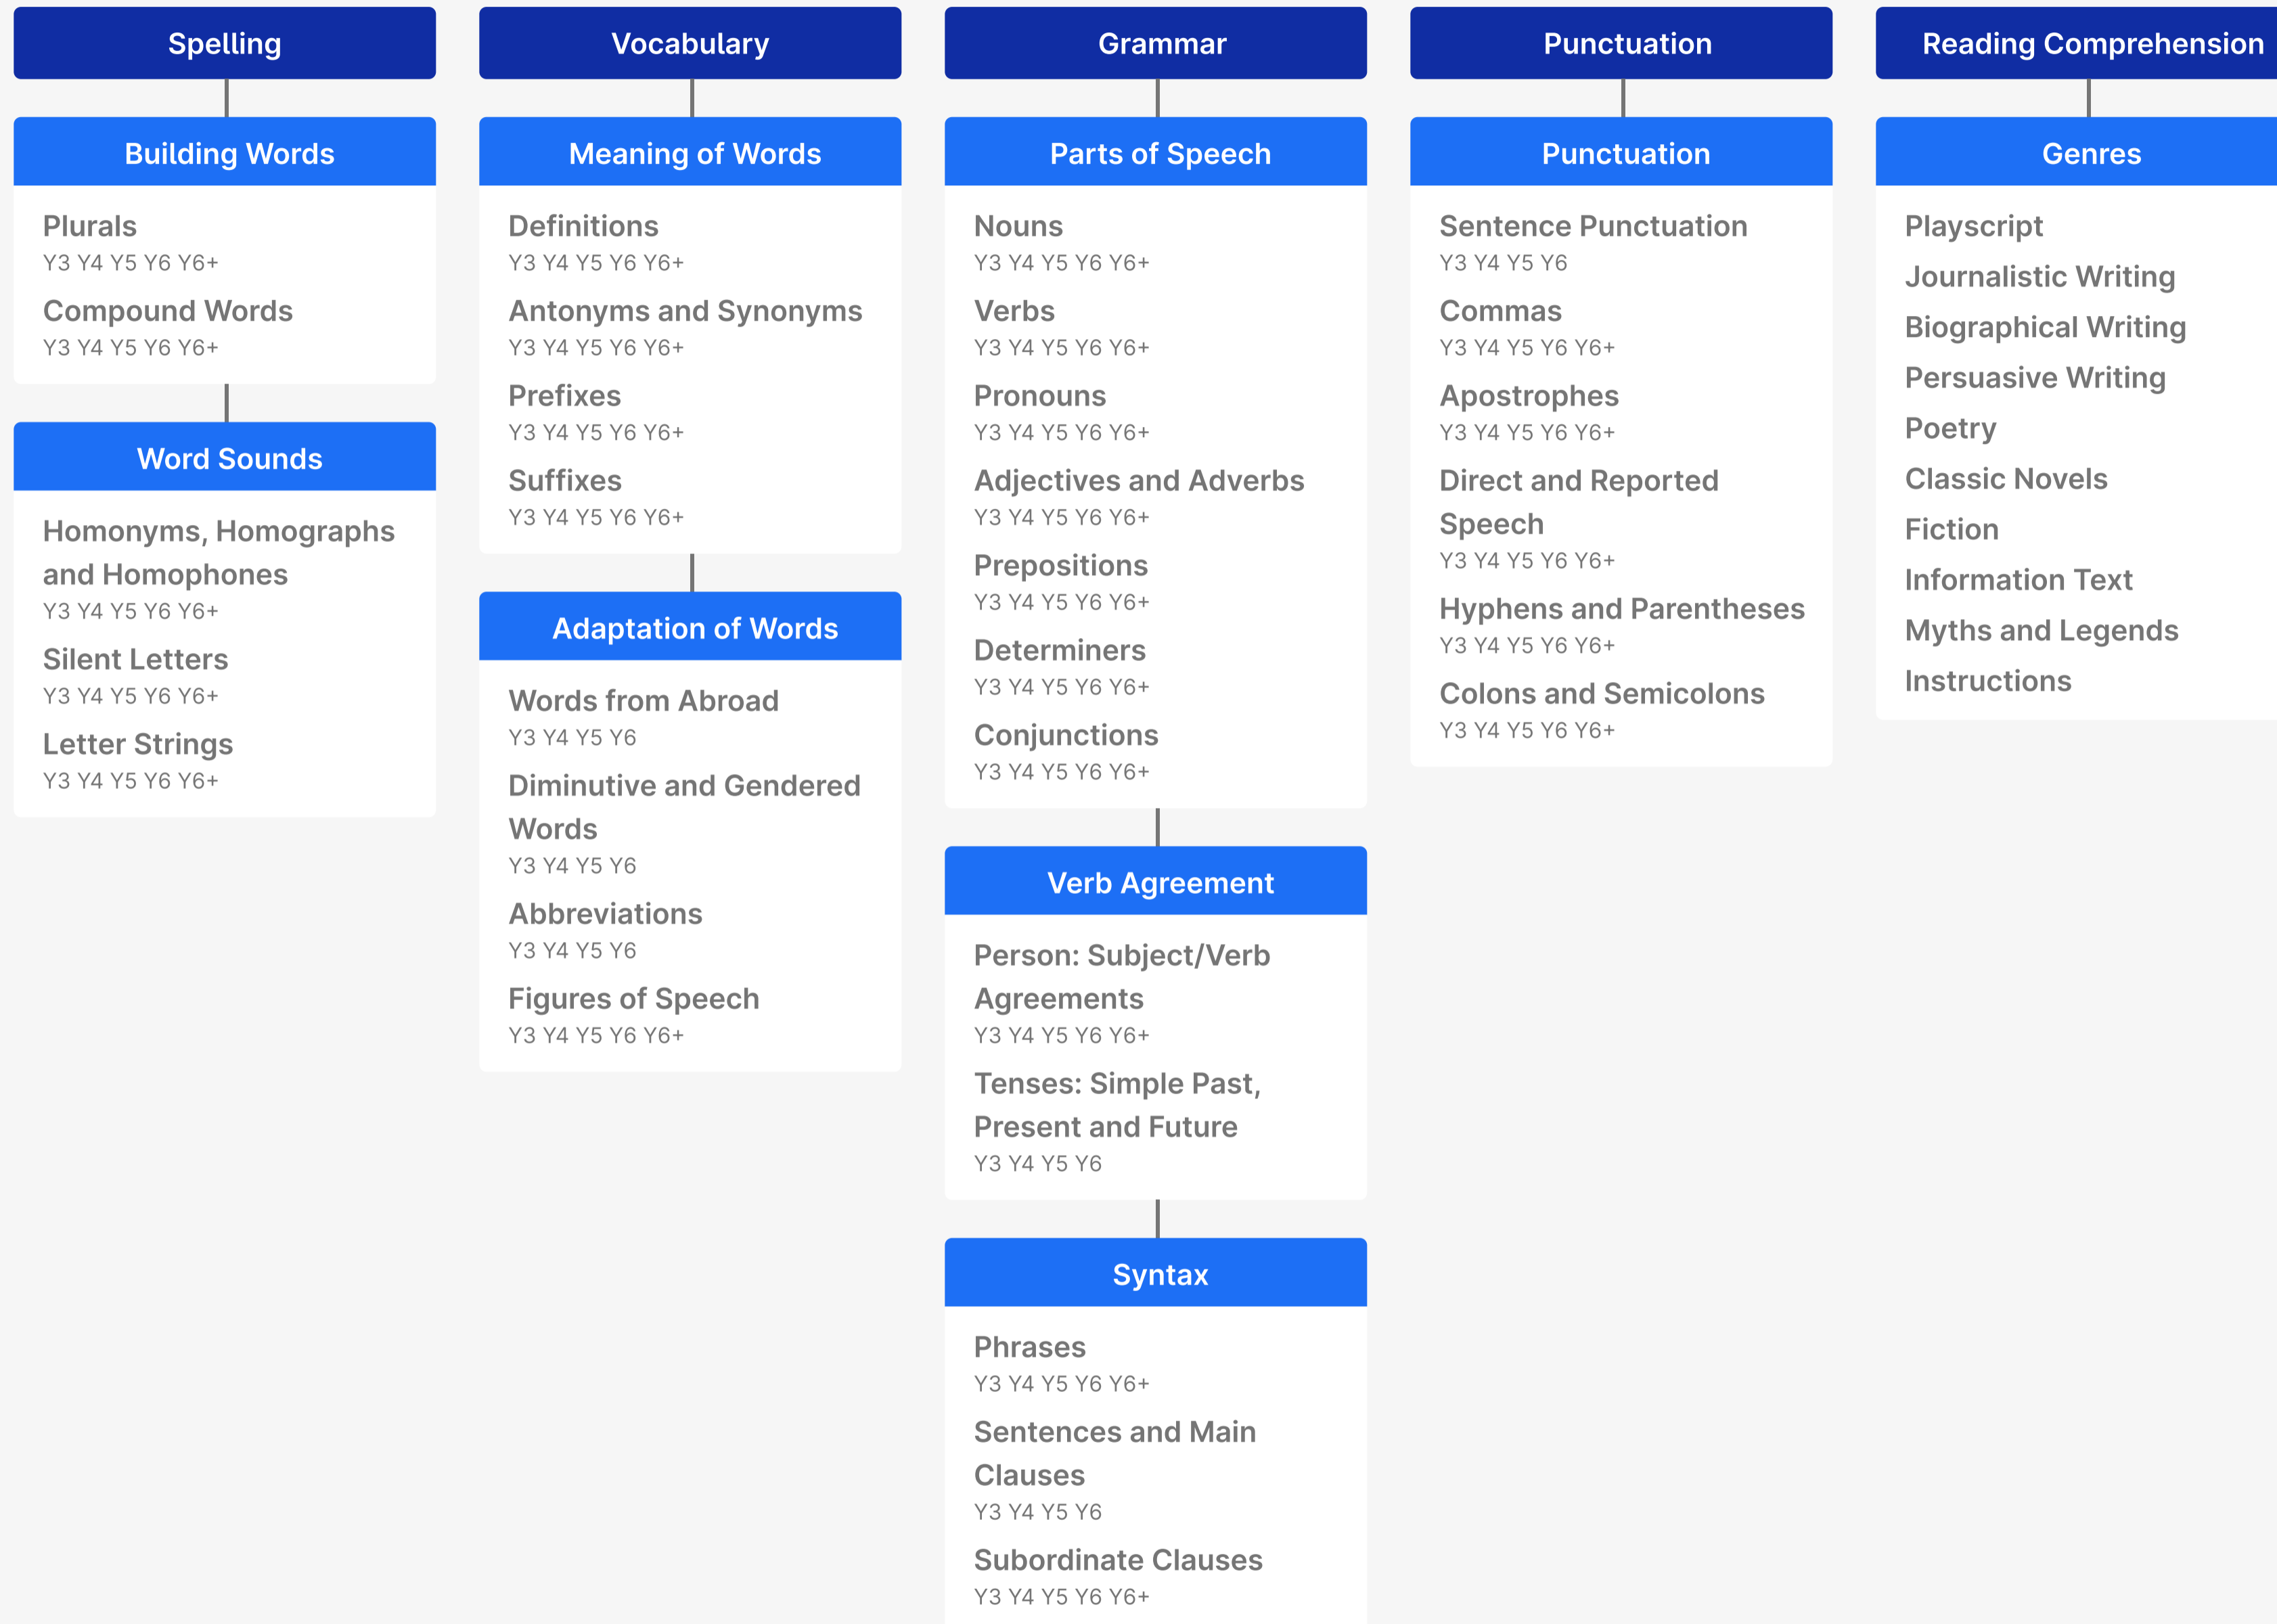 Spelling
Building Words
Plurals
Y3 Y4 Y5 Y6 Y6+
Compound Words
Y3 Y4 Y5 Y6 Y6+
Word Sounds
Homonyms, Homographs
and Homophones
Y3 Y4 Y5 Y6 Y6+
Silent Letters
Y3 Y4 Y5 Y6 Y6+
Letter Strings
Y3 Y4 Y5 Y6 Y6+
Vocabulary
Meaning of Words
Definitions
Y3 Y4 Y5 Y6 Y6+
Antonyms and Synonyms
Y3 Y4 Y5 Y6 Y6+
Prefixes
Y3 Y4 Y5 Y6 Y6+
Suffixes
Y3 Y4 Y5 Y6 Y6+
Adaptation of Words
Words from Abroad
Y3 Y4 Y5 Y6
Diminutive and Gendered
Words
Y3 Y4 Y5 Y6
Abbreviations
Y3 Y4 Y5 Y6
Figures of Speech
Y3 Y4 Y5 Y6 Y6+
Grammar
Parts of Speech
Nouns
Y3 Y4 Y5 Y6 Y6+
Verbs
Y3 Y4 Y5 Y6 Y6+
Pronouns
Y3 Y4 Y5 Y6 Y6+
Adjectives and Adverbs
Y3 Y4 Y5 Y6 Y6+
Prepositions
Y3 Y4 Y5 Y6 Y6+
Determiners
Y3 Y4 Y5 Y6 Y6+
Conjunctions
Y3 Y4 Y5 Y6 Y6+
Verb Agreement
Person: Subject/Verb
Agreements
Y3 Y4 Y5 Y6 Y6+
Tenses: Simple Past,
Present and Future
Y3 Y4 Y5 Y6
Syntax
Phrases
Y3 Y4 Y5 Y6 Y6+
Sentences and Main
Clauses
Y3 Y4 Y5 Y6
Subordinate Clauses
Y3 Y4 Y5 Y6 Y6+
Punctuation
Punctuation
Sentence Punctuation
Y3 Y4 Y5 Y6
Commas
Y3 Y4 Y5 Y6 Y6+
Apostrophes
Y3 Y4 Y5 Y6 Y6+
Direct and Reported
Speech
Y3 Y4 Y5 Y6 Y6+
Hyphens and Parentheses
Y3 Y4 Y5 Y6 Y6+
Colons and Semicolons
Y3 Y4 Y5 Y6 Y6+
Reading Comprehension
Genres
Playscript
Journalistic Writing
Biographical Writing
Persuasive Writing
Poetry
Classic Novels
Fiction
Information Text
Myths and Legends
Instructions